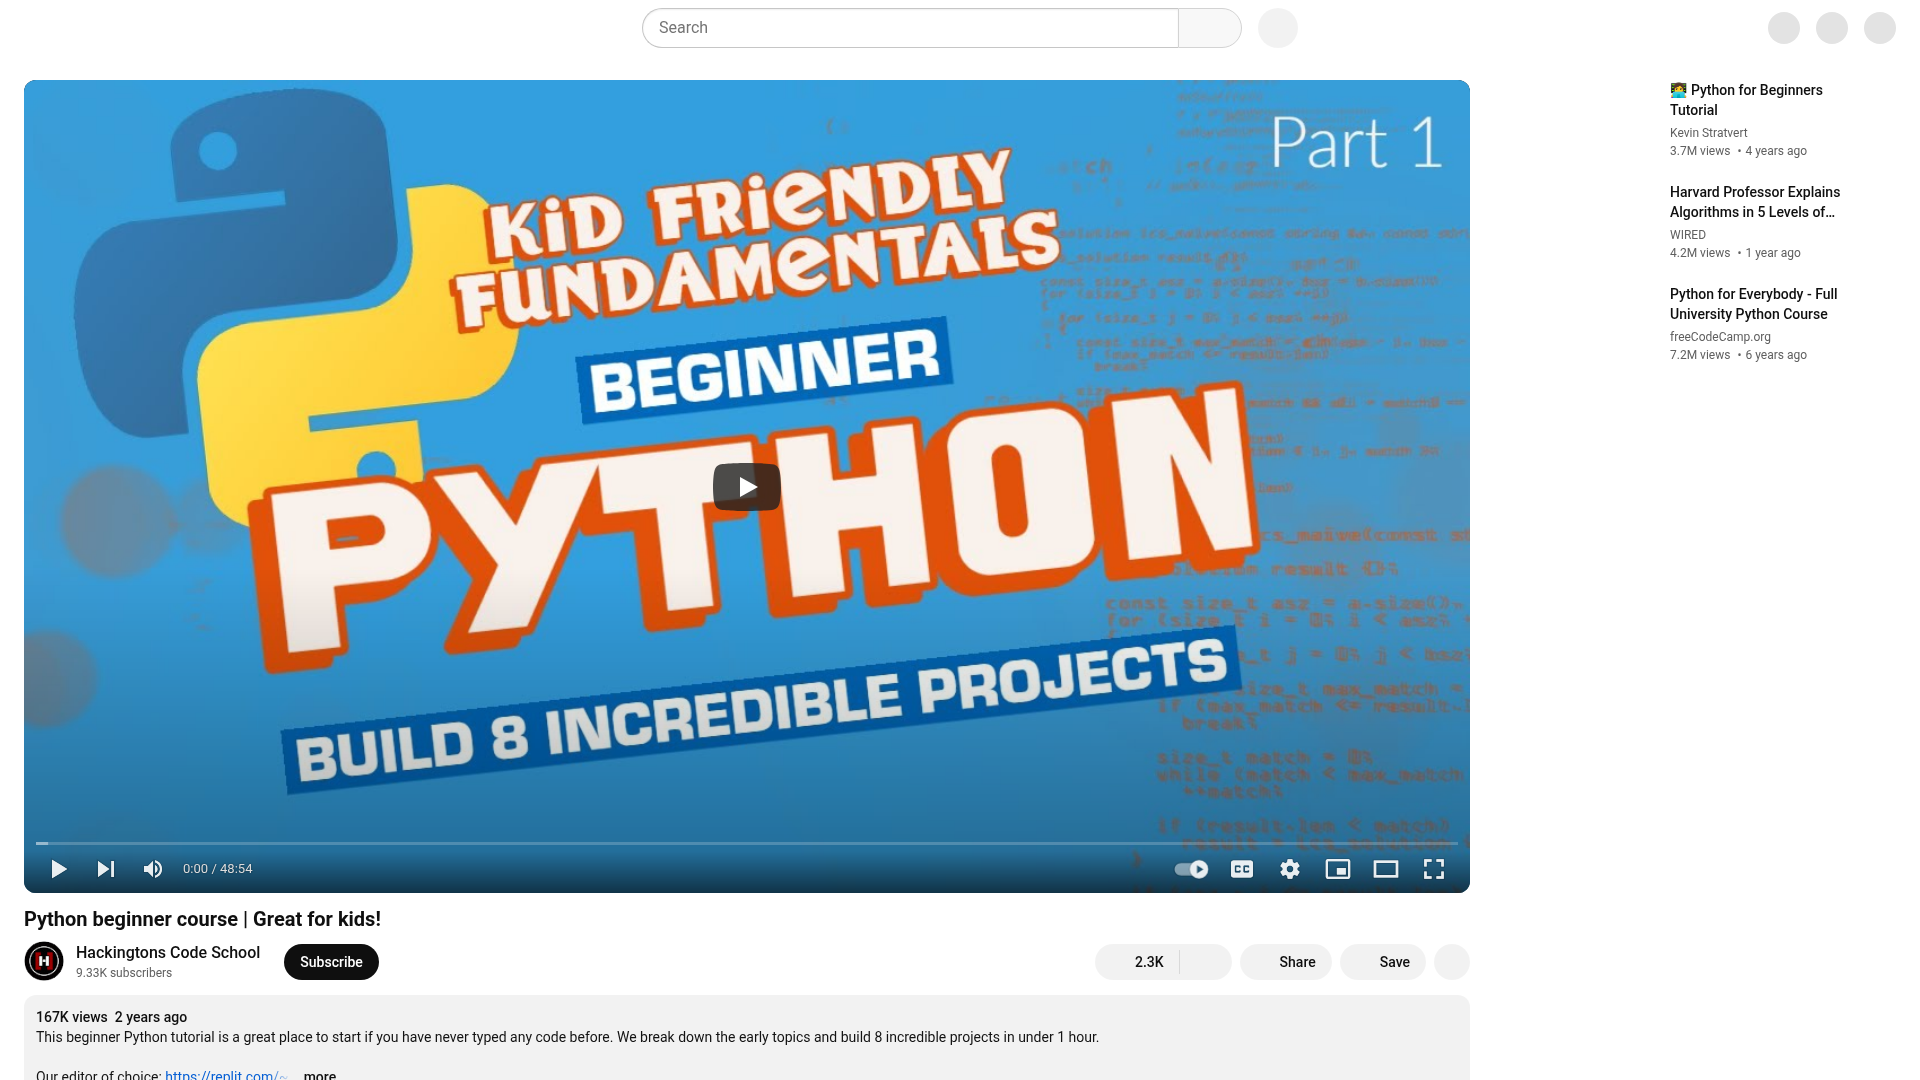 Search
Part 1
KiD FRiENDLY
FUNDAMENTALS
BEGINNER
PYTHON
BUILD 8 INCREDIBLE PROJECTS
0:00 / 48:54
Python beginner course | Great for kids!
Hackingtons Code School
9.33K subscribers
Subscribe
2.3K
Share
Save
167K views 2 years ago
This beginner Python tutorial is a great place to start if you have never typed any code before. We break down the early topics and build 8 incredible projects in under 1 hour.
Our editor of choice: https://replit.com/~ ...more
👩‍💻 Python for Beginners
Tutorial
Kevin Stratvert
3.7M views • 4 years ago
Harvard Professor Explains
Algorithms in 5 Levels of...
WIRED
4.2M views • 1 year ago
Python for Everybody - Full
University Python Course
freeCodeCamp.org
7.2M views • 6 years ago